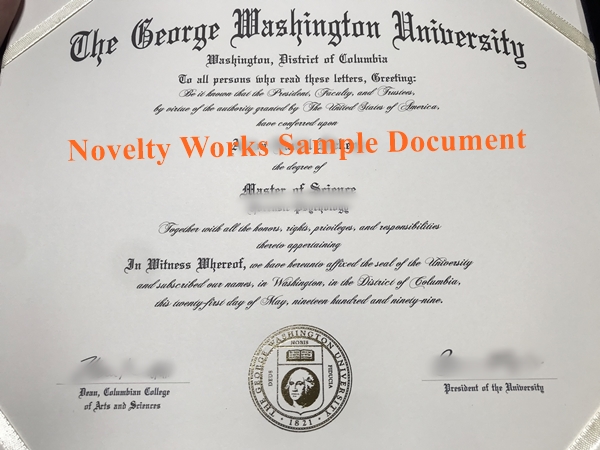 The George Washington University
Washington, District of Columbia
To all persons who read these letters, Greeting:
Be it known that the President, Faculty, and Trustees,
by virtue of the authority granted by The United States of America,
have conferred upon
Novelty Works Sample Document
the degree of
Master of Science
Together with all the honors, rights, privileges, and responsibilities
thereto appertaining
In Witness Whereof, we have hereunto affixed the seal of the University
and subscribed our names, in Washington, in the District of Columbia,
this twenty-first day of May, nineteen hundred and ninety-nine.
THE GEORGE WASHINGTON UNIVERSITY
HONIS
DEUS
FIDUCIA
· 1821 ·
Dean, Columbian College
of Arts and Sciences
President of the University